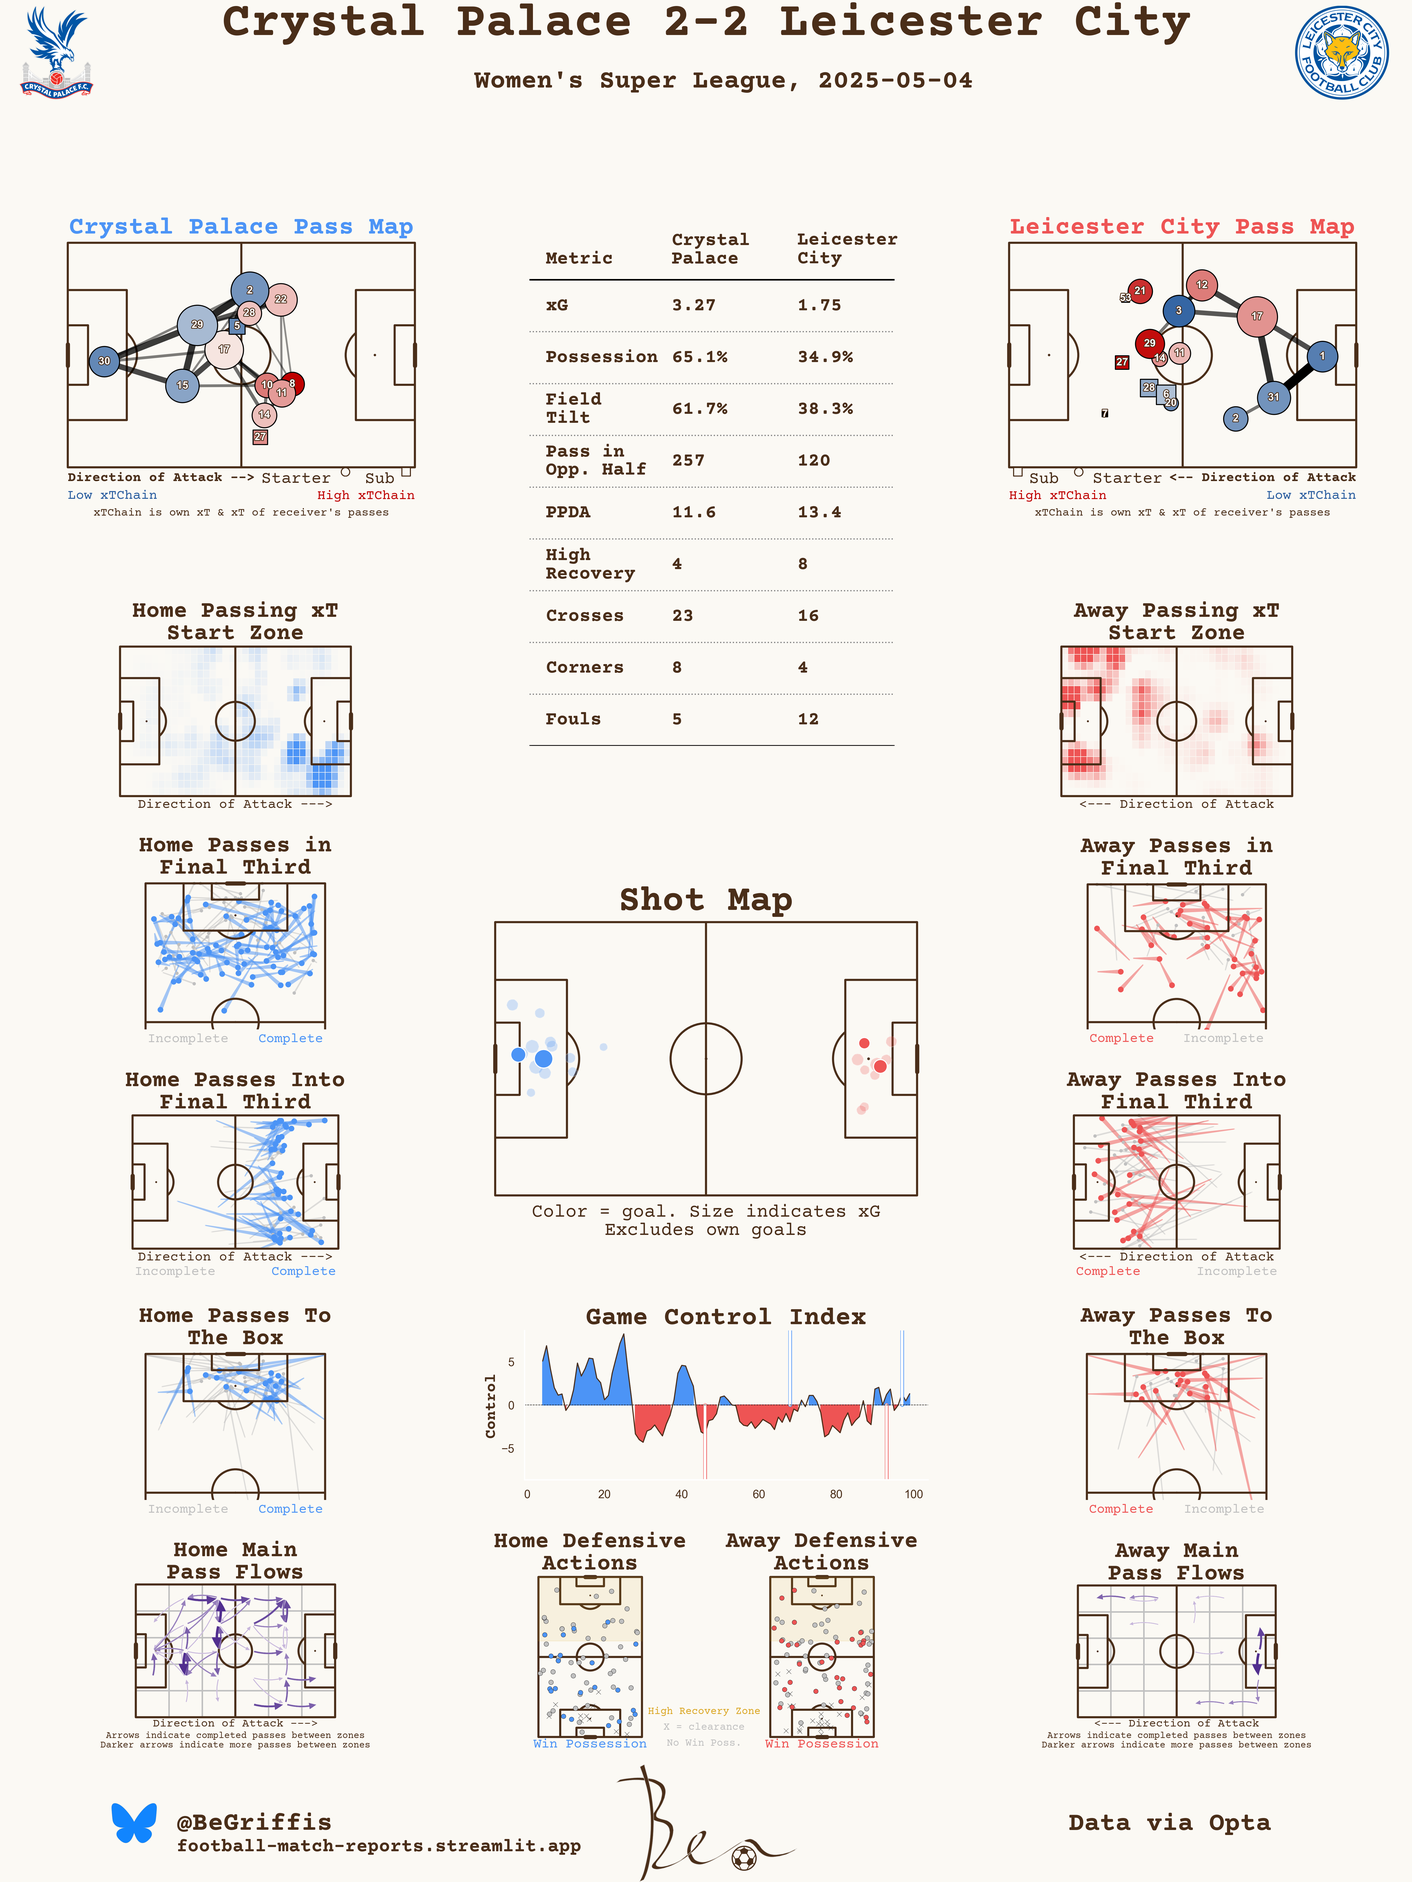 Crystal Palace 2-2 Leicester City
Women's Super League, 2025-05-04
CRYSTAL PALACE F.C.
LEICESTER CITY
FOOTBALL CLUB
Crystal Palace Pass Map
2
22
28
5
29
17
30
15
10
8
11
14
27
Direction of Attack --> Starter Sub
Low xTChain High xTChain
xTChain is own xT & xT of receiver's passes
Metric Crystal Palace Leicester City
xG 3.27 1.75
Possession 65.1% 34.9%
Field Tilt 61.7% 38.3%
Pass in Opp. Half 257 120
PPDA 11.6 13.4
High Recovery 4 8
Crosses 23 16
Corners 8 4
Fouls 5 12
Leicester City Pass Map
12
21
53
3
17
29
11
14
27
1
28
6
20
31
7
2
Sub Starter <-- Direction of Attack
High xTChain Low xTChain
xTChain is own xT & xT of receiver's passes
Home Passing xT
Start Zone
Direction of Attack --->
Away Passing xT
Start Zone
<--- Direction of Attack
Home Passes in
Final Third
Incomplete Complete
Away Passes in
Final Third
Complete Incomplete
Shot Map
Color = goal. Size indicates xG
Excludes own goals
Home Passes Into
Final Third
Direction of Attack --->
Incomplete Complete
Away Passes Into
Final Third
<--- Direction of Attack
Complete Incomplete
Home Passes To
The Box
Incomplete Complete
Game Control Index
Control
5
0
−5
0 20 40 60 80 100
Away Passes To
The Box
Complete Incomplete
Home Main
Pass Flows
Direction of Attack --->
Arrows indicate completed passes between zones
Darker arrows indicate more passes between zones
Home Defensive
Actions
Win Possession
High Recovery Zone
X = clearance
No Win Poss.
Away Defensive
Actions
Win Possession
Away Main
Pass Flows
<--- Direction of Attack
Arrows indicate completed passes between zones
Darker arrows indicate more passes between zones
@BeGriffis
football-match-reports.streamlit.app
Ben
Data via Opta